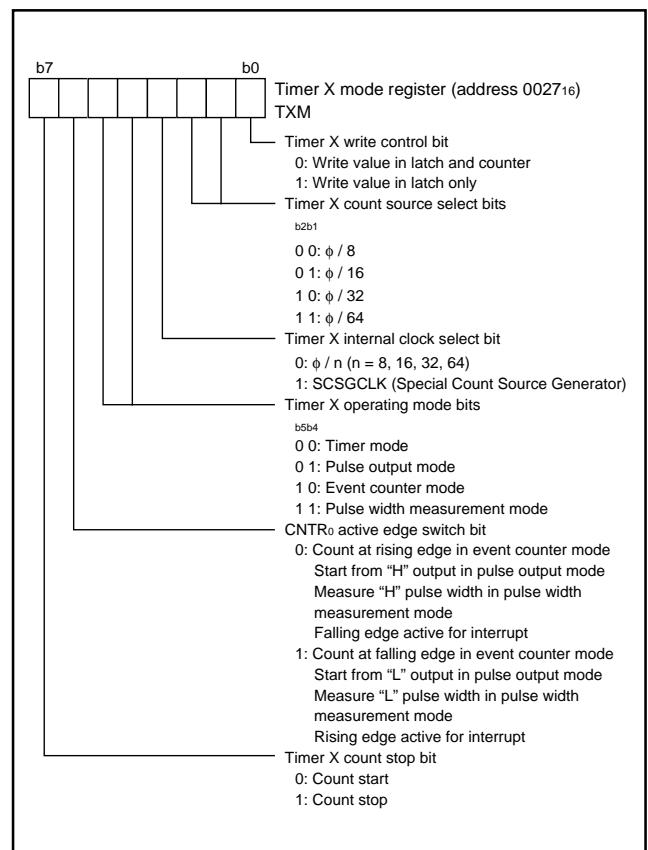 b7 b0
Timer X mode register (address 0027₁₆)
TXM
Timer X write control bit
0: Write value in latch and counter
1: Write value in latch only
Timer X count source select bits
b2b1
0 0: ϕ / 8
0 1: ϕ / 16
1 0: ϕ / 32
1 1: ϕ / 64
Timer X internal clock select bit
0: ϕ / n (n = 8, 16, 32, 64)
1: SCSGCLK (Special Count Source Generator)
Timer X operating mode bits
b5b4
0 0: Timer mode
0 1: Pulse output mode
1 0: Event counter mode
1 1: Pulse width measurement mode
CNTR₀ active edge switch bit
0: Count at rising edge in event counter mode
Start from “H” output in pulse output mode
Measure “H” pulse width in pulse width
measurement mode
Falling edge active for interrupt
1: Count at falling edge in event counter mode
Start from “L” output in pulse output mode
Measure “L” pulse width in pulse width
measurement mode
Rising edge active for interrupt
Timer X count stop bit
0: Count start
1: Count stop